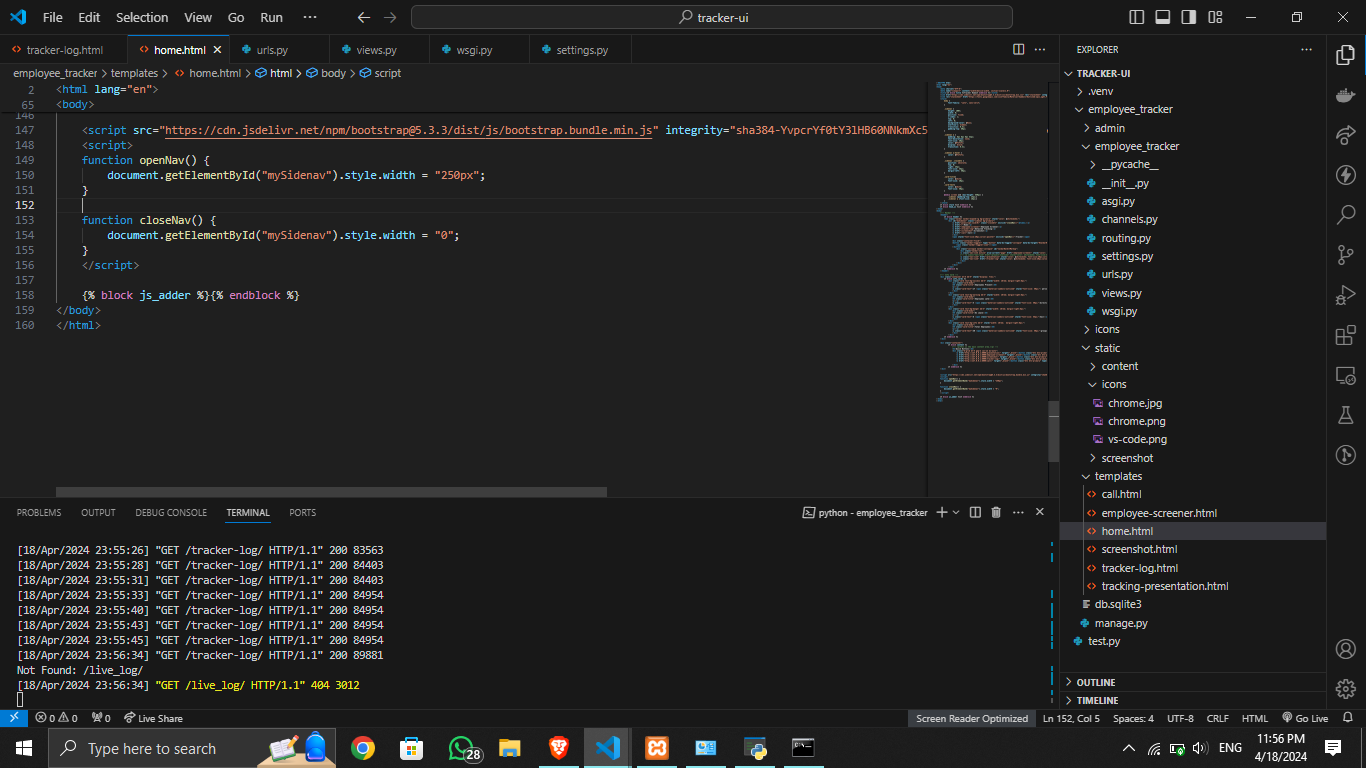 File Edit Selection View Go Run ··· tracker-ui
tracker-log.html home.html urls.py views.py wsgi.py settings.py
employee_tracker > templates > home.html > html > body > script
2 <html lang="en">
65 <body>
146
147 <script src="https://cdn.jsdelivr.net/npm/bootstrap@5.3.3/dist/js/bootstrap.bundle.min.js" integrity="sha384-YvpcrYf0tY3lHB60NNkmXc5
148 <script>
149 function openNav() {
150 document.getElementById("mySidenav").style.width = "250px";
151 }
152
153 function closeNav() {
154 document.getElementById("mySidenav").style.width = "0";
155 }
156 </script>
157
158 {% block js_adder %}{% endblock %}
159 </body>
160 </html>
PROBLEMS OUTPUT DEBUG CONSOLE TERMINAL PORTS python - employee_tracker
[18/Apr/2024 23:55:26] "GET /tracker-log/ HTTP/1.1" 200 83563
[18/Apr/2024 23:55:28] "GET /tracker-log/ HTTP/1.1" 200 84403
[18/Apr/2024 23:55:31] "GET /tracker-log/ HTTP/1.1" 200 84403
[18/Apr/2024 23:55:33] "GET /tracker-log/ HTTP/1.1" 200 84954
[18/Apr/2024 23:55:40] "GET /tracker-log/ HTTP/1.1" 200 84954
[18/Apr/2024 23:55:43] "GET /tracker-log/ HTTP/1.1" 200 84954
[18/Apr/2024 23:55:45] "GET /tracker-log/ HTTP/1.1" 200 84954
[18/Apr/2024 23:56:34] "GET /tracker-log/ HTTP/1.1" 200 89881
Not Found: /live_log/
[18/Apr/2024 23:56:34] "GET /live_log/ HTTP/1.1" 404 3012
EXPLORER
TRACKER-UI
.venv
employee_tracker
admin
employee_tracker
__pycache__
__init__.py
asgi.py
channels.py
routing.py
settings.py
urls.py
views.py
wsgi.py
icons
static
content
icons
chrome.jpg
chrome.png
vs-code.png
screenshot
templates
call.html
employee-screener.html
home.html
screenshot.html
tracker-log.html
tracking-presentation.html
db.sqlite3
manage.py
test.py
OUTLINE
TIMELINE
0 0 0 Live Share Screen Reader Optimized Ln 152, Col 5 Spaces: 4 UTF-8 CRLF HTML Go Live
Type here to search 28 ENG 11:56 PM
4/18/2024